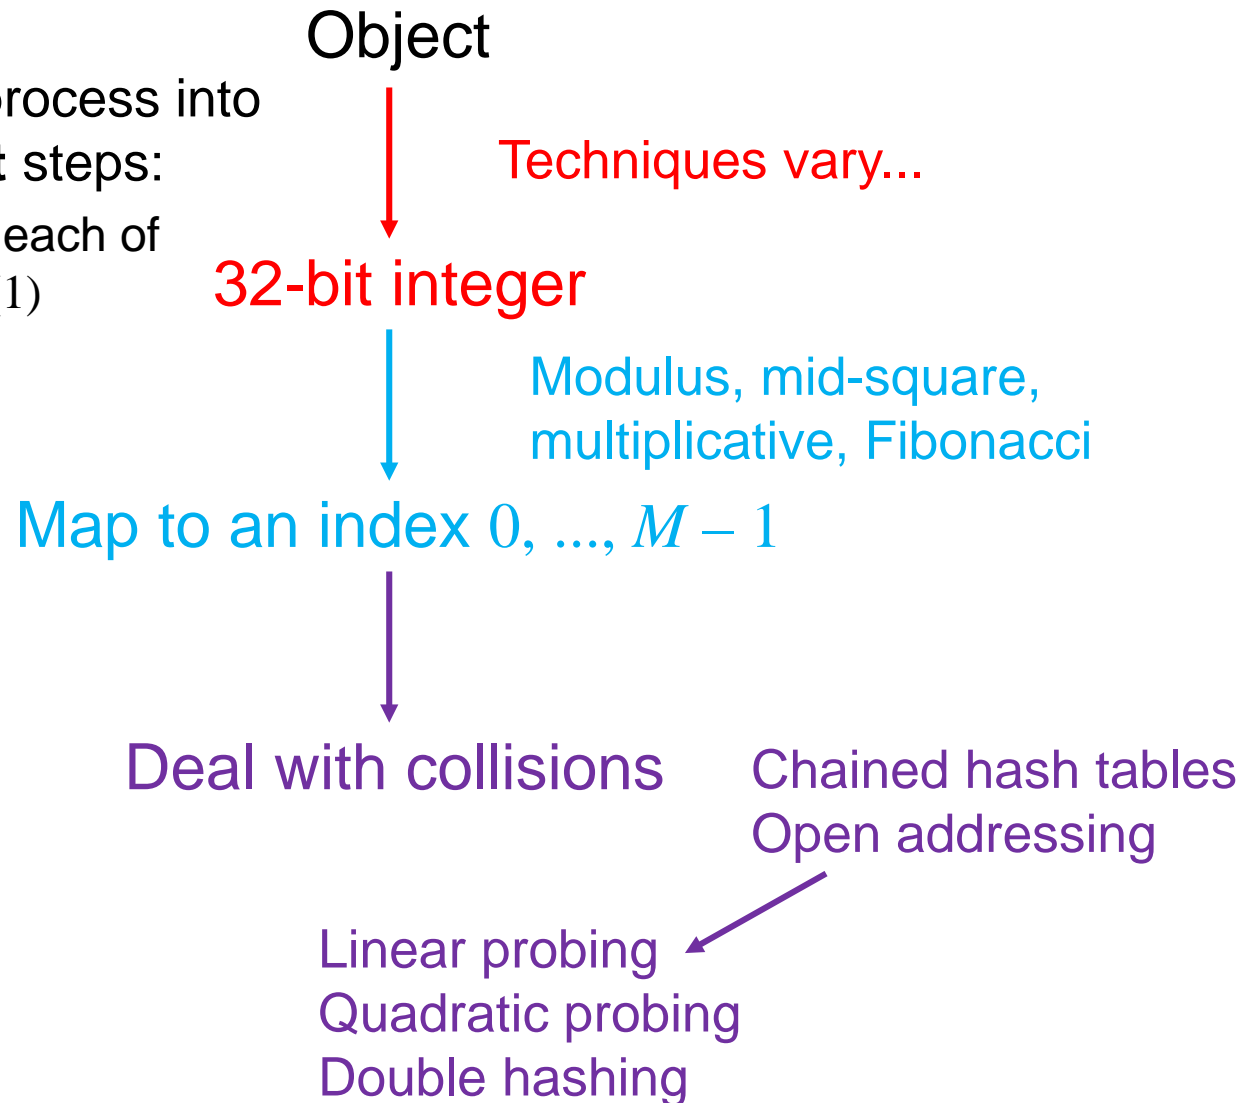 Object
process into
t steps:
Techniques vary...
each of
(1)
32-bit integer
Modulus, mid-square,
multiplicative, Fibonacci
Map to an index 0, ..., M – 1
Deal with collisions
Chained hash tables
Open addressing
Linear probing
Quadratic probing
Double hashing